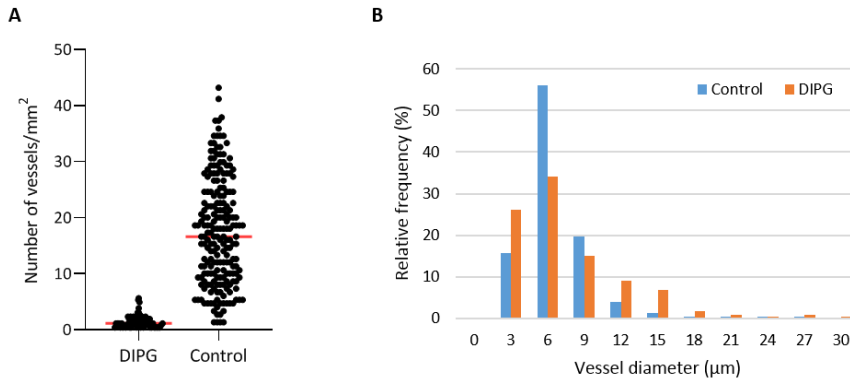 A
Number of vessels/mm²
50
40
30
20
10
0
DIPG Control
B
Relative frequency (%)
60
50
40
30
20
10
0
Control DIPG
0 3 6 9 12 15 18 21 24 27 30
Vessel diameter (µm)